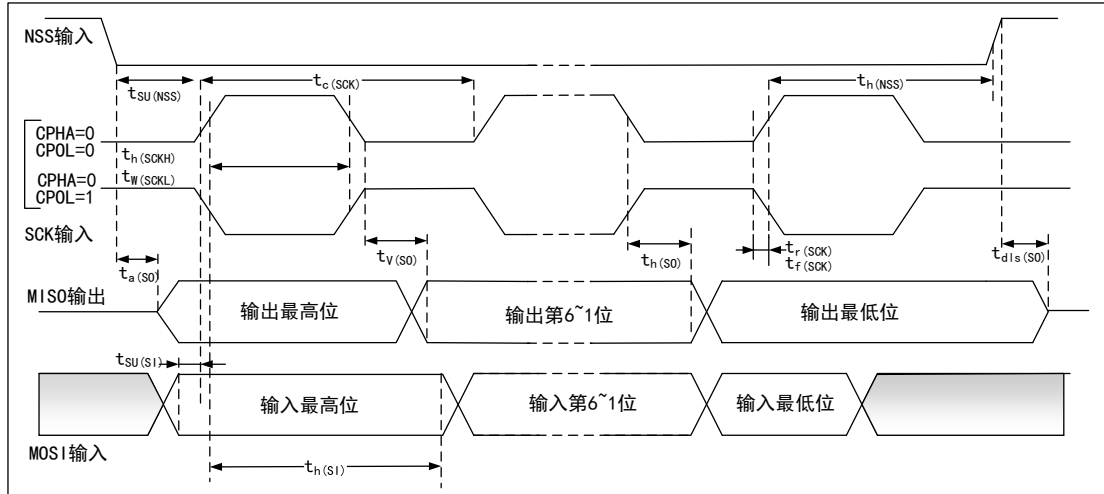 NSS输入
tSU(NSS)
tc(SCK)
th(NSS)
CPHA=0
CPOL=0
th(SCKH)
CPHA=0
CPOL=1
tW(SCKL)
SCK输入
ta(SO)
tV(SO)
th(SO)
tr(SCK)
tf(SCK)
tdls(SO)
MISO输出
输出最高位
输出第6~1位
输出最低位
tSU(SI)
输入最高位
输入第6~1位
输入最低位
MOSI输入
th(SI)